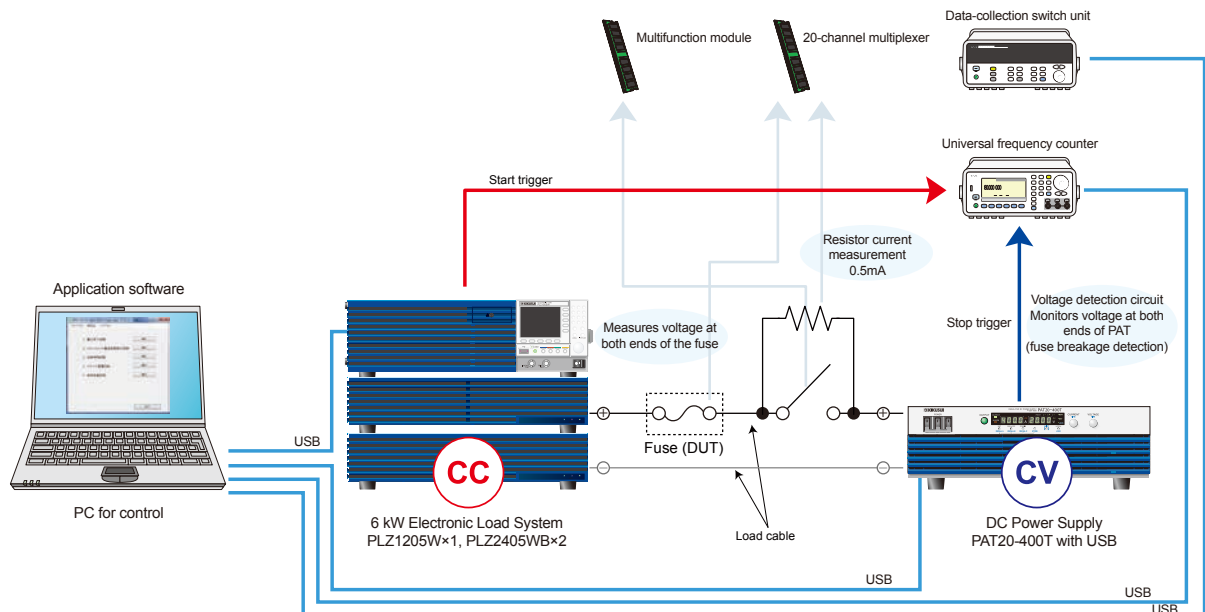 Data-collection switch unit
Multifunction module
20-channel multiplexer
Universal frequency counter
Start trigger
Resistor current
measurement
0.5mA
Application software
Voltage detection circuit
Monitors voltage at both
ends of PAT
(fuse breakage detection)
Stop trigger
Measures voltage at
both ends of the fuse
Fuse (DUT)
USB
CC
CV
PC for control
6 kW Electronic Load System
PLZ1205W×1, PLZ2405WB×2
Load cable
DC Power Supply
PAT20-400T with USB
USB
USB
USB